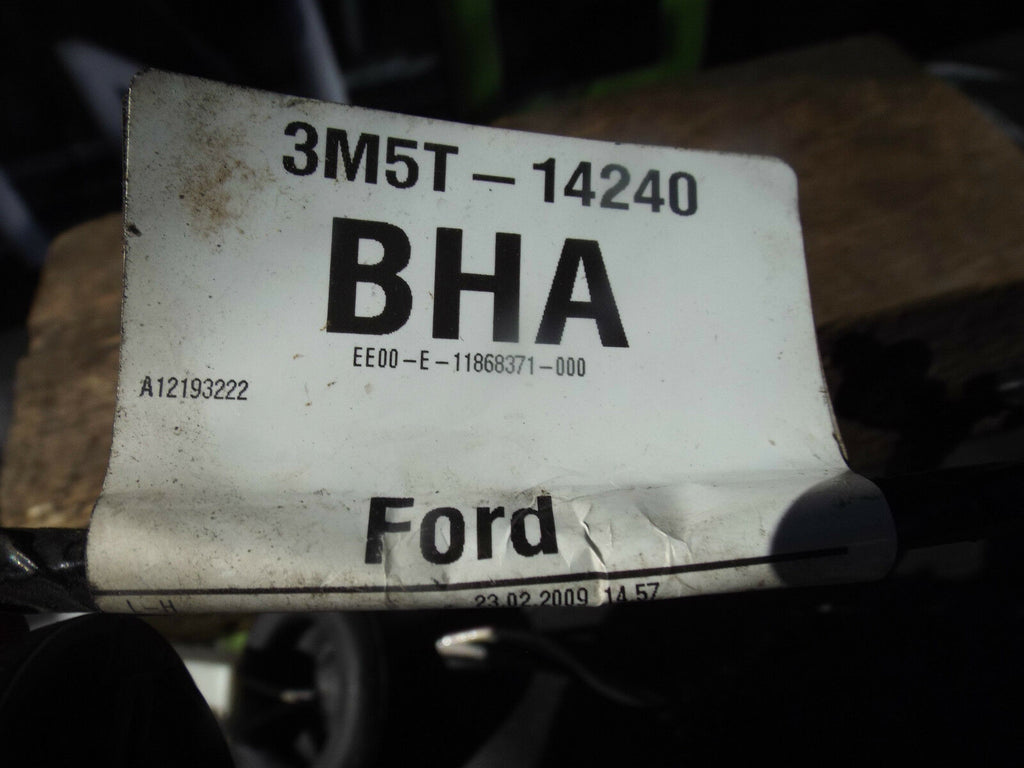 3M5T-14240
BHA
EE00-E-11868371-000
A12193222
Ford
23.02.2009 14.57